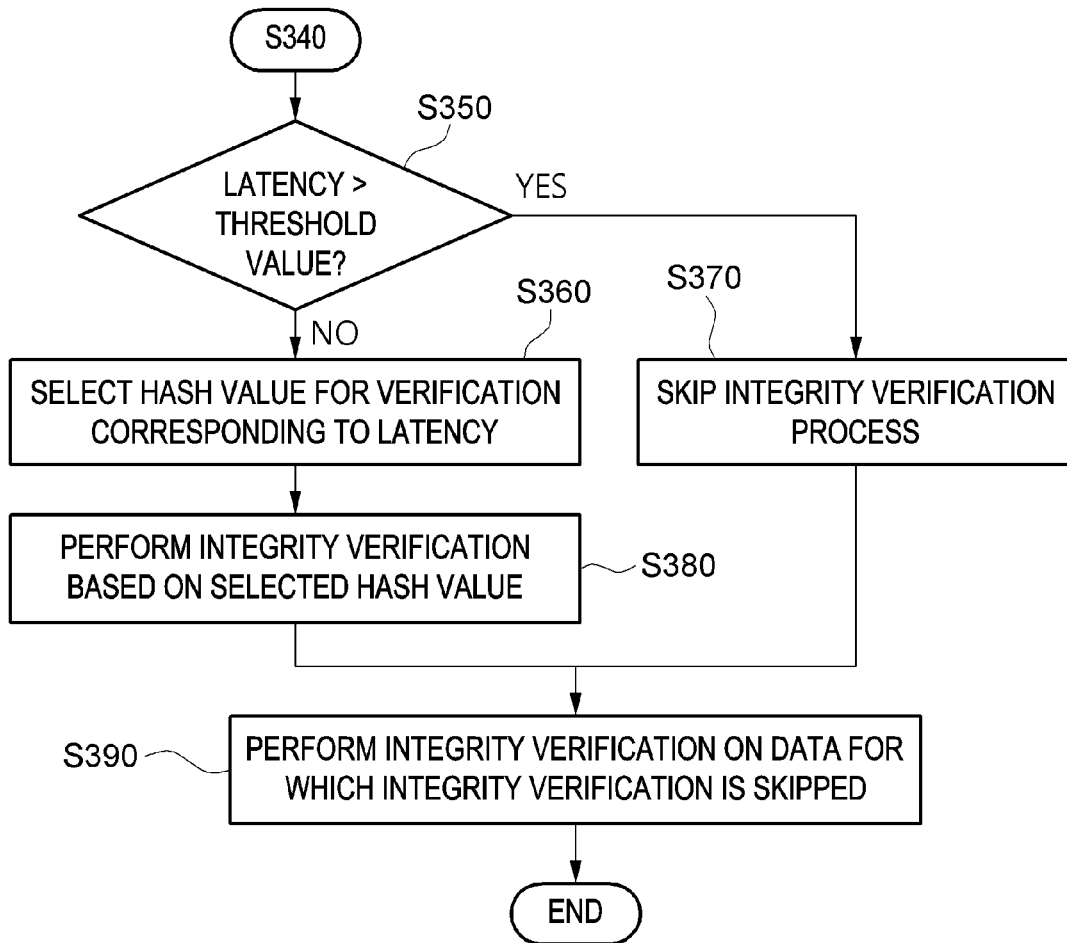 S340
S350
LATENCY >
THRESHOLD
VALUE?
YES
NO
S360
S370
SELECT HASH VALUE FOR VERIFICATION
CORRESPONDING TO LATENCY
SKIP INTEGRITY VERIFICATION
PROCESS
PERFORM INTEGRITY VERIFICATION
BASED ON SELECTED HASH VALUE
S380
S390
PERFORM INTEGRITY VERIFICATION ON DATA FOR
WHICH INTEGRITY VERIFICATION IS SKIPPED
END